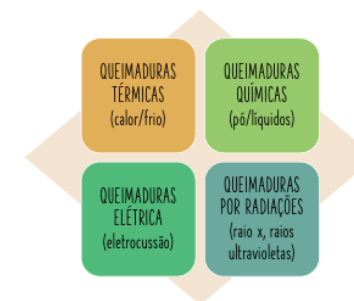 QUEIMADURAS
TÉRMICAS
(calor/frio)
QUEIMADURAS
QUÍMICAS
(pó/líquidos)
QUEIMADURAS
ELÉTRICA
(eletrocussão)
QUEIMADURAS
POR RADIAÇÕES
(raio x, raios
ultravioletas)